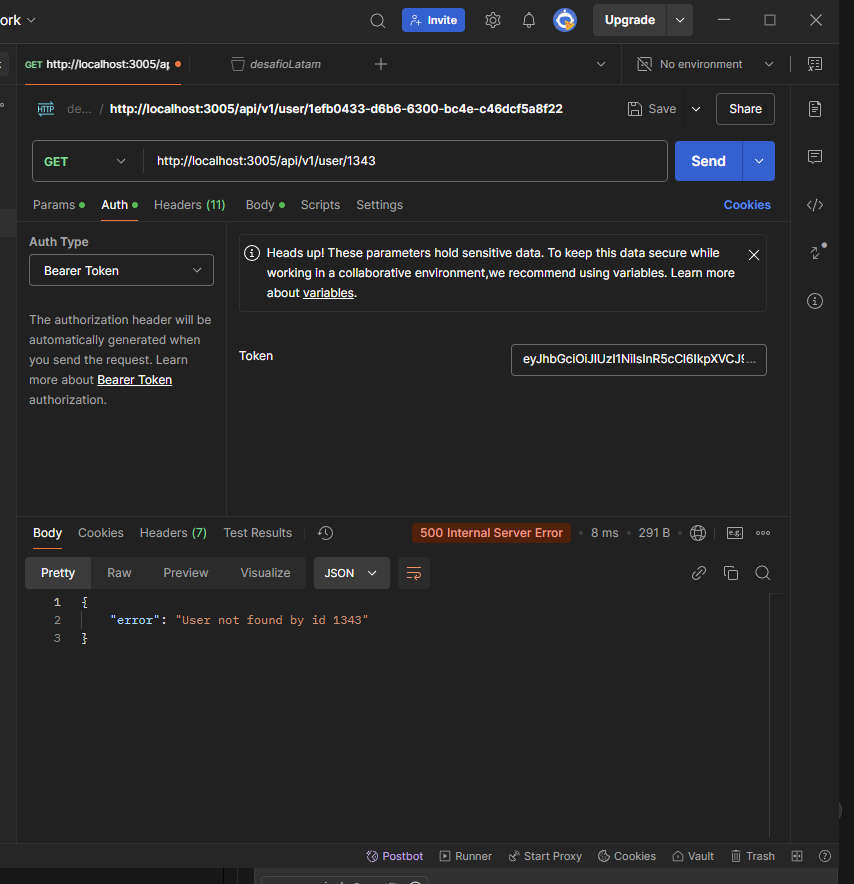 ork
Invite
Upgrade
GET http://localhost:3005/ap
desafioLatam
No environment
HTTP
de... / http://localhost:3005/api/v1/user/1efb0433-d6b6-6300-bc4e-c46dcf5a8f22
Save
Share
GET
http://localhost:3005/api/v1/user/1343
Send
Params
Auth
Headers (11)
Body
Scripts
Settings
Cookies
Auth Type
Bearer Token
The authorization header will be
automatically generated when
you send the request. Learn
more about Bearer Token
authorization.
Heads up! These parameters hold sensitive data. To keep this data secure while
working in a collaborative environment,we recommend using variables. Learn more
about variables.
Token
eyJhbGciOiJIUzI1NiIsInR5cCI6IkpXVCJ9...
Body
Cookies
Headers (7)
Test Results
500 Internal Server Error
8 ms
291 B
e.g.
Pretty
Raw
Preview
Visualize
JSON
1 {
2 "error": "User not found by id 1343"
3 }
Postbot
Runner
Start Proxy
Cookies
Vault
Trash